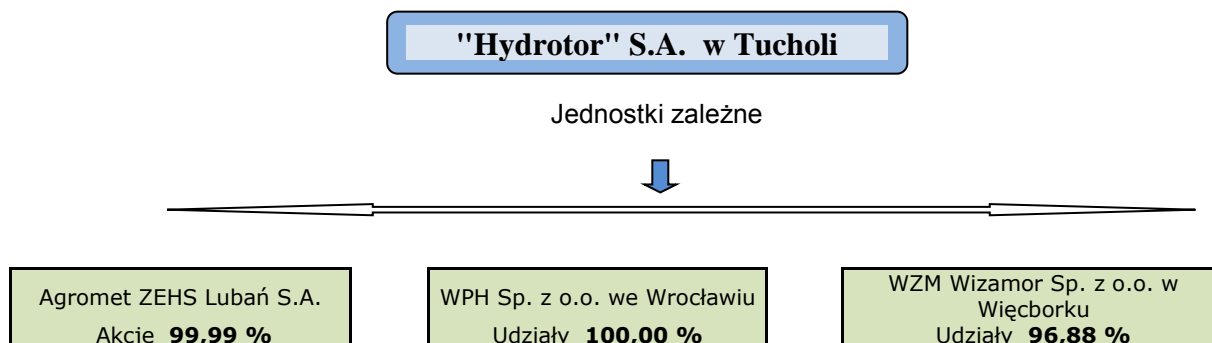 "Hydrotor" S.A. w Tucholi
Jednostki zależne
Agromet ZEHS Lubań S.A.
Akcje 99,99 %
WPH Sp. z o.o. we Wrocławiu
Udziały 100,00 %
WZM Wizamor Sp. z o.o. w
Więcborku
Udziały 96,88 %